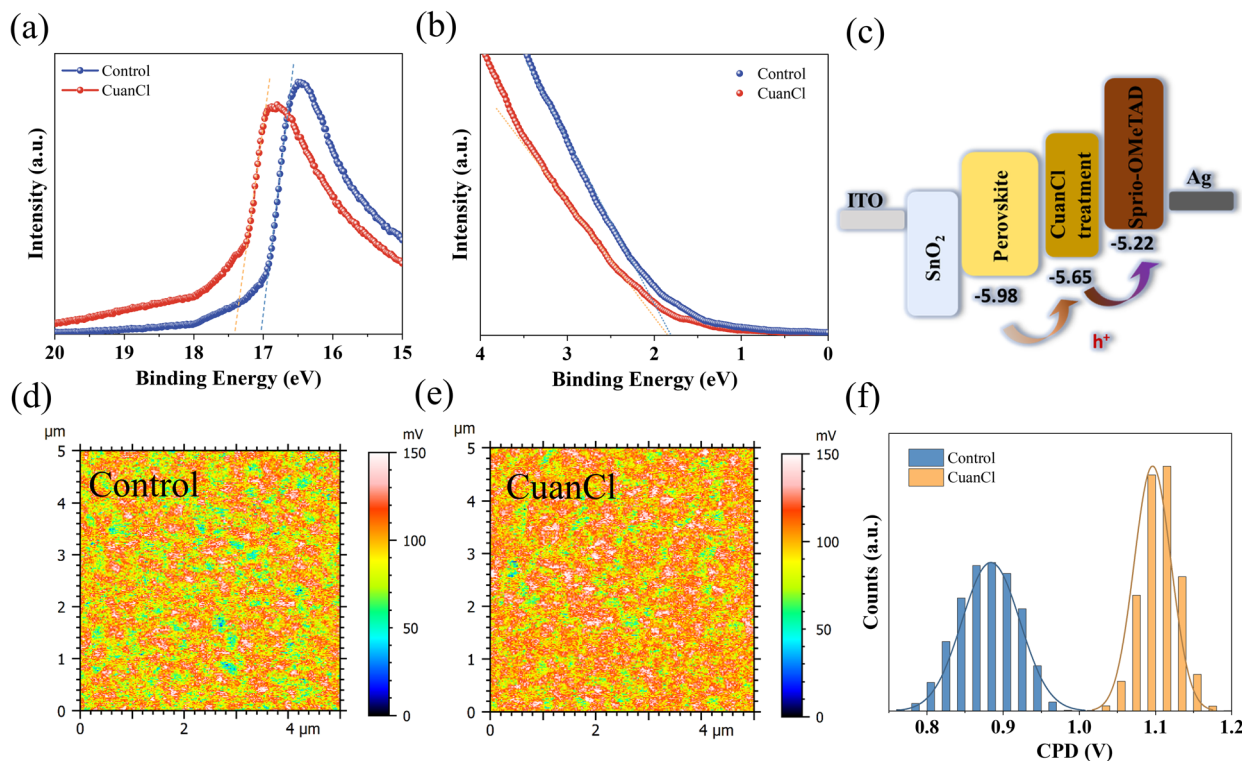 (a)
Control
CuanCl
Intensity (a.u.)
20 19 18 17 16 15
Binding Energy (eV)
(b)
Control
CuanCl
Intensity (a.u.)
4 3 2 1 0
Binding Energy (eV)
(c)
ITO
SnO₂
Perovskite
CuanCl
treatment
Sprio-OMeTAD
Ag
-5.22
-5.65
-5.98
h⁺
(d)
µm
5
4
3
2
1
0
Control
0 2 4 µm
mV
150
100
50
0
(e)
µm
5
4
3
2
1
0
CuanCl
0 2 4 µm
mV
150
100
50
0
(f)
Control
CuanCl
Counts (a.u.)
0.8 0.9 1.0 1.1 1.2
CPD (V)